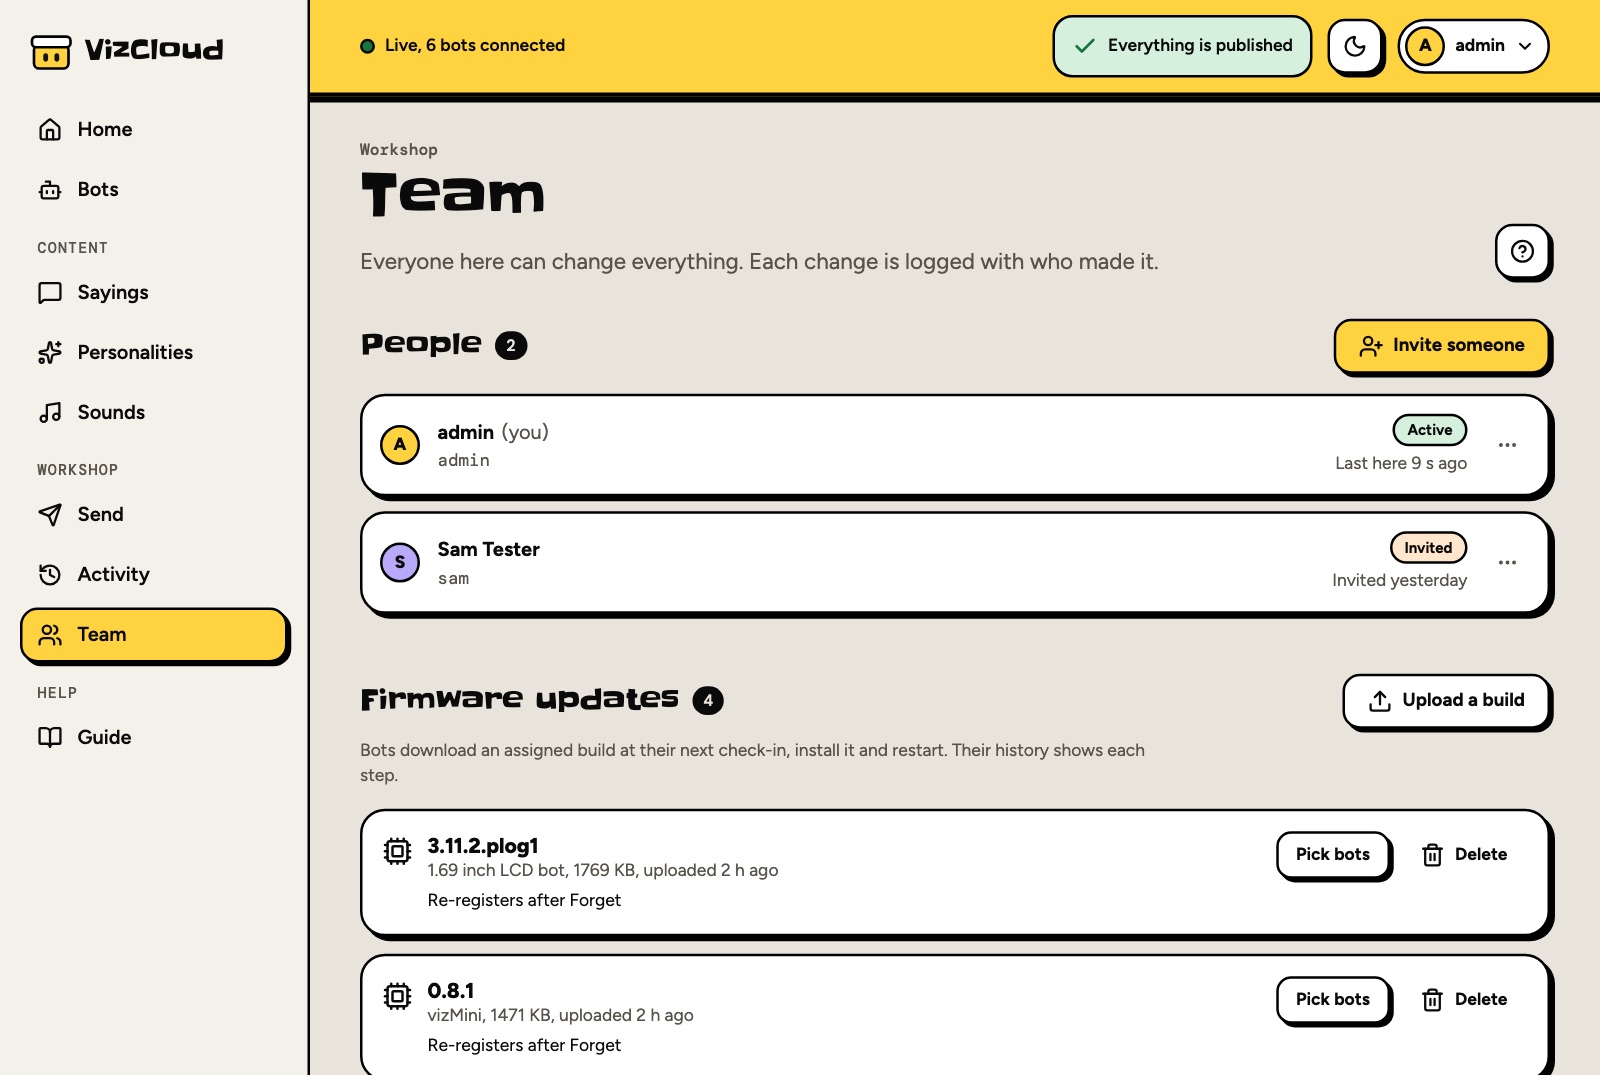 VizCloud
Home
Bots
CONTENT
Sayings
Personalities
Sounds
WORKSHOP
Send
Activity
Team
HELP
Guide
Live, 6 bots connected
Everything is published
A
admin
Workshop
Team
Everyone here can change everything. Each change is logged with who made it.
People 2
Invite someone
A
admin (you)
admin
Active
Last here 9 s ago
S
Sam Tester
sam
Invited
Invited yesterday
Firmware updates 4
Upload a build
Bots download an assigned build at their next check-in, install it and restart. Their history shows each
step.
3.11.2.plog1
1.69 inch LCD bot, 1769 KB, uploaded 2 h ago
Re-registers after Forget
Pick bots
Delete
0.8.1
vizMini, 1471 KB, uploaded 2 h ago
Re-registers after Forget
Pick bots
Delete